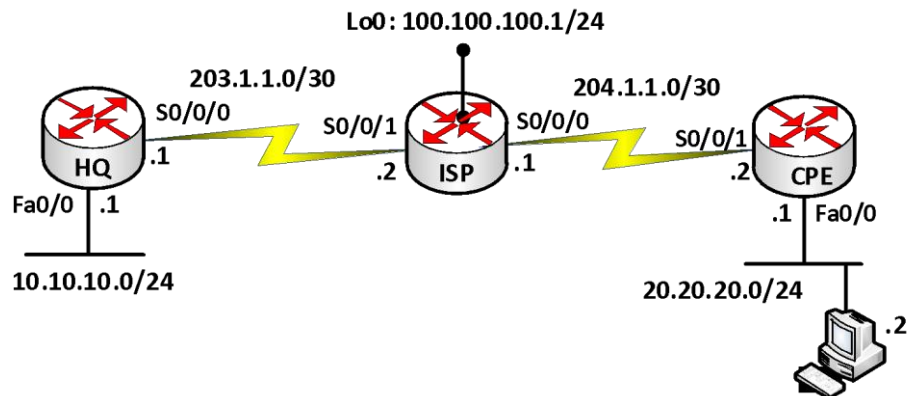 Lo0: 100.100.100.1/24
203.1.1.0/30
204.1.1.0/30
S0/0/0
S0/0/1
S0/0/0
S0/0/1
.1
.2
.1
.2
HQ
ISP
CPE
Fa0/0
.1
.1
Fa0/0
10.10.10.0/24
20.20.20.0/24
.2